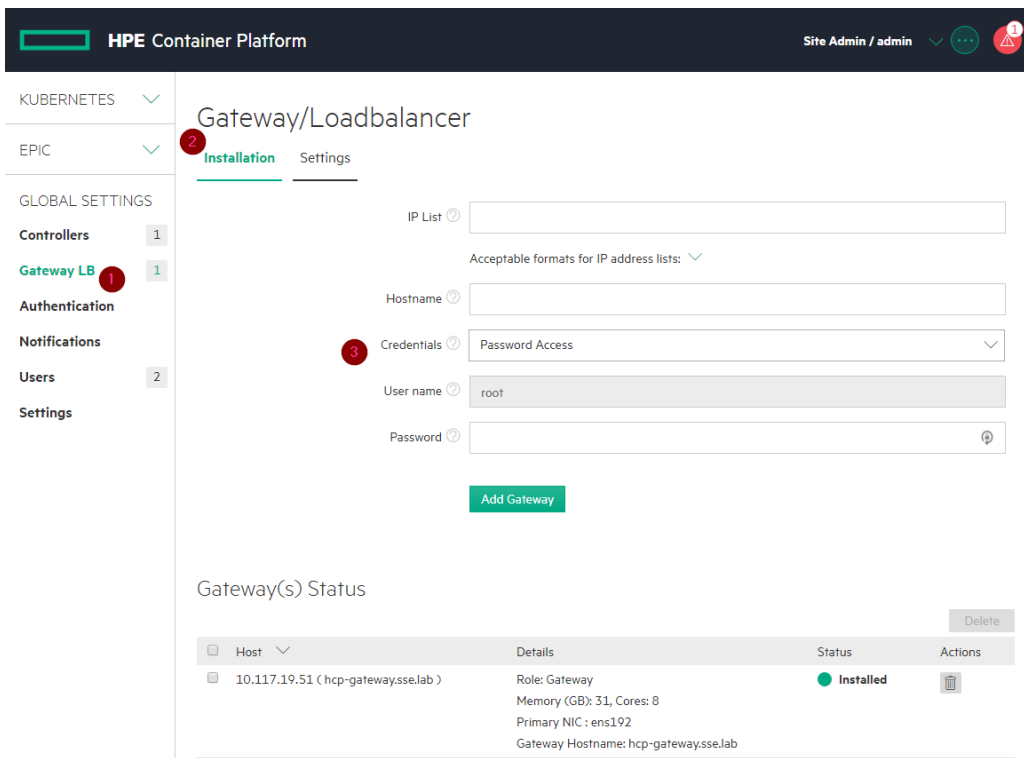 HPE Container Platform
Site Admin / admin
1
KUBERNETES
EPIC
GLOBAL SETTINGS
Controllers 1
Gateway LB 1
1
Authentication
Notifications
Users 2
Settings
Gateway/Loadbalancer
2
Installation Settings
IP List
Acceptable formats for IP address lists:
Hostname
3
Credentials Password Access
User name root
Password
Add Gateway
Gateway(s) Status
Delete
Host Details Status Actions
10.117.19.51 ( hcp-gateway.sse.lab ) Role: Gateway Installed
Memory (GB): 31, Cores: 8
Primary NIC : ens192
Gateway Hostname: hcp-gateway.sse.lab